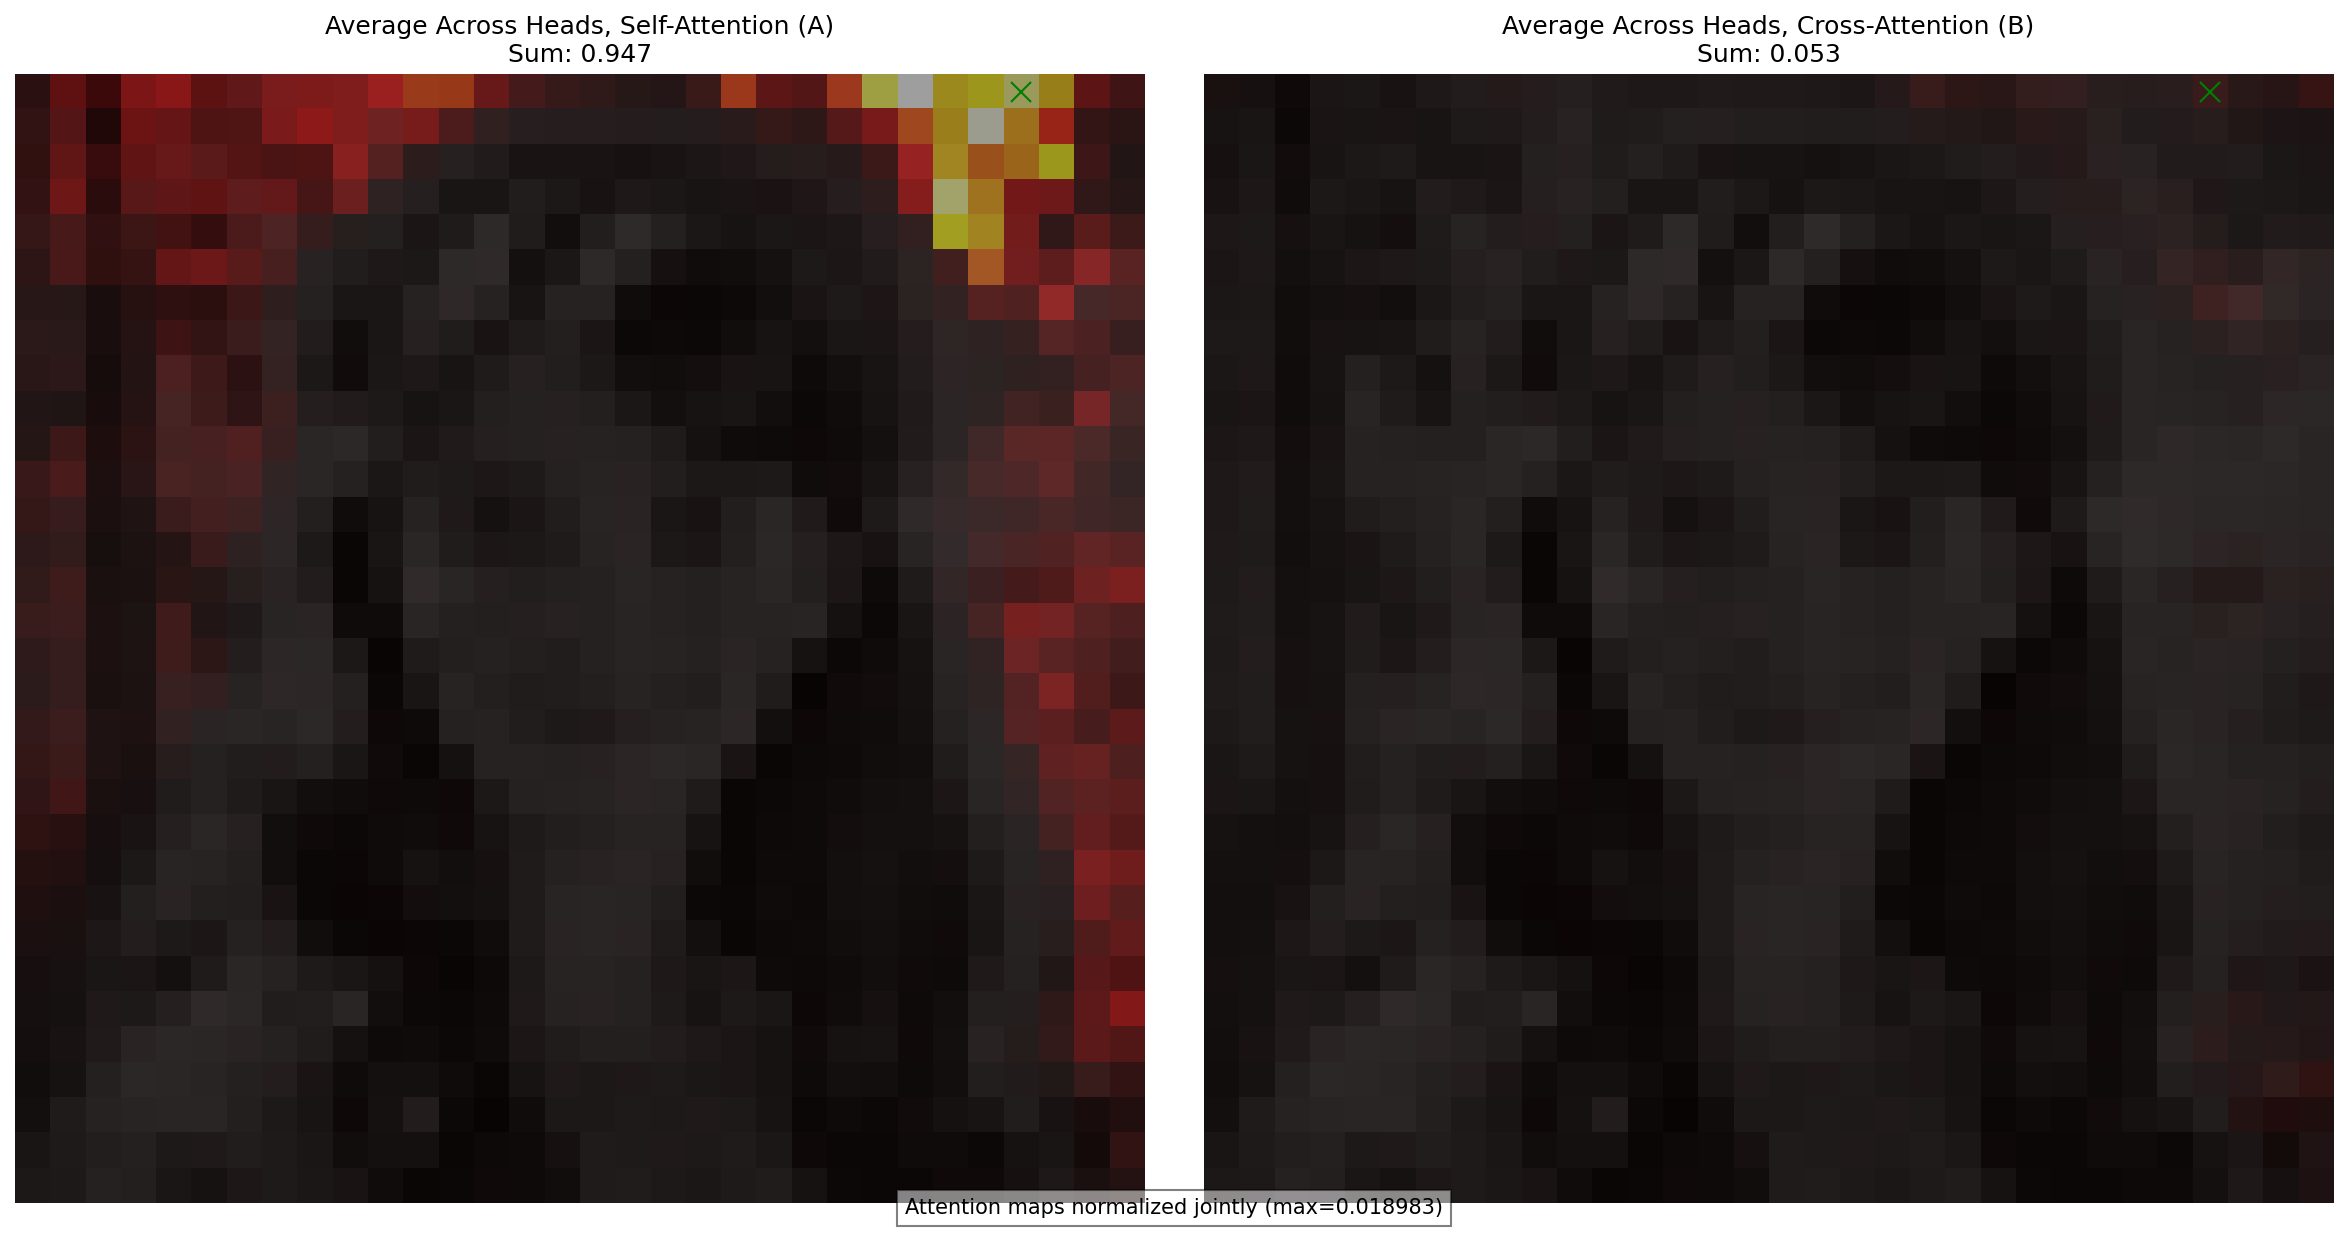 Average Across Heads, Self-Attention (A)
Sum: 0.947
Average Across Heads, Cross-Attention (B)
Sum: 0.053
Attention maps normalized jointly (max=0.018983)